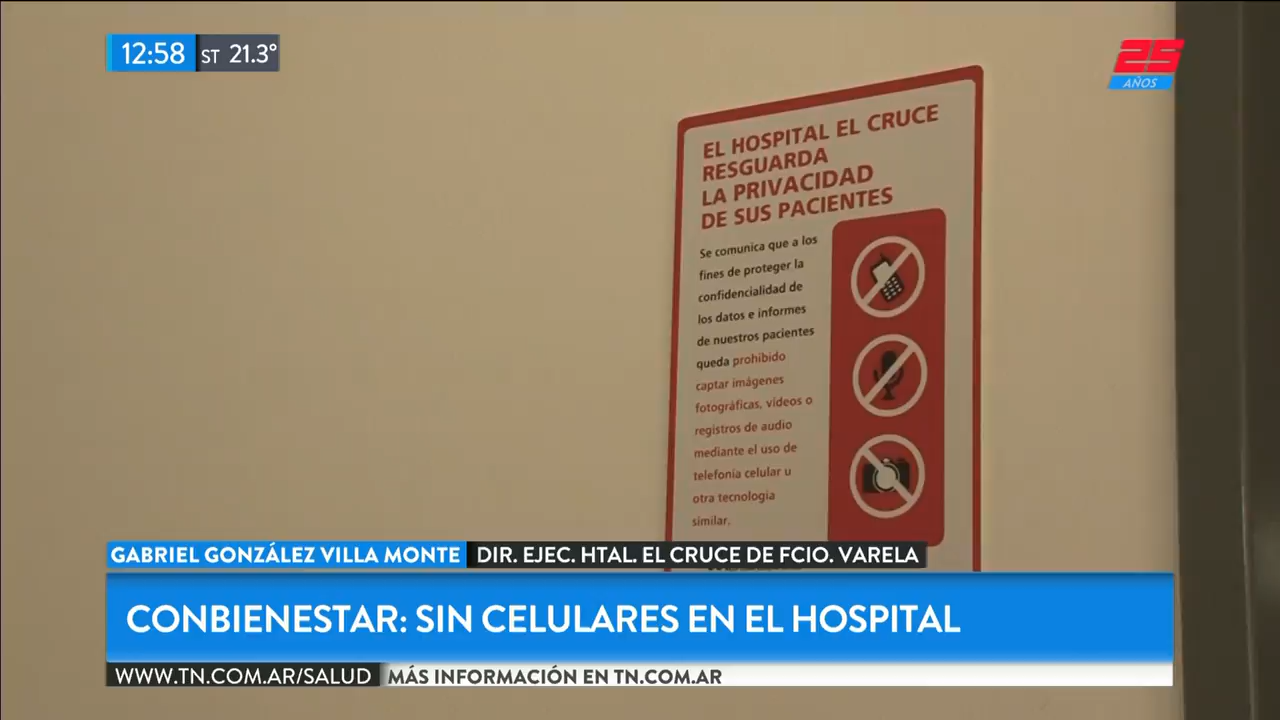 12:58 ST 21.3°
25
AÑOS
EL HOSPITAL EL CRUCE
RESGUARDA
LA PRIVACIDAD
DE SUS PACIENTES
Se comunica que a los
fines de proteger la
confidencialidad de
los datos e informes
de nuestros pacientes
queda prohibido
captar imágenes
fotográficas, vídeos o
registros de audio
mediante el uso de
telefonía celular u
otra tecnología
similar.
GABRIEL GONZÁLEZ VILLA MONTE DIR. EJEC. HTAL. EL CRUCE DE FCIO. VARELA
CONBIENESTAR: SIN CELULARES EN EL HOSPITAL
WWW.TN.COM.AR/SALUD MÁS INFORMACIÓN EN TN.COM.AR